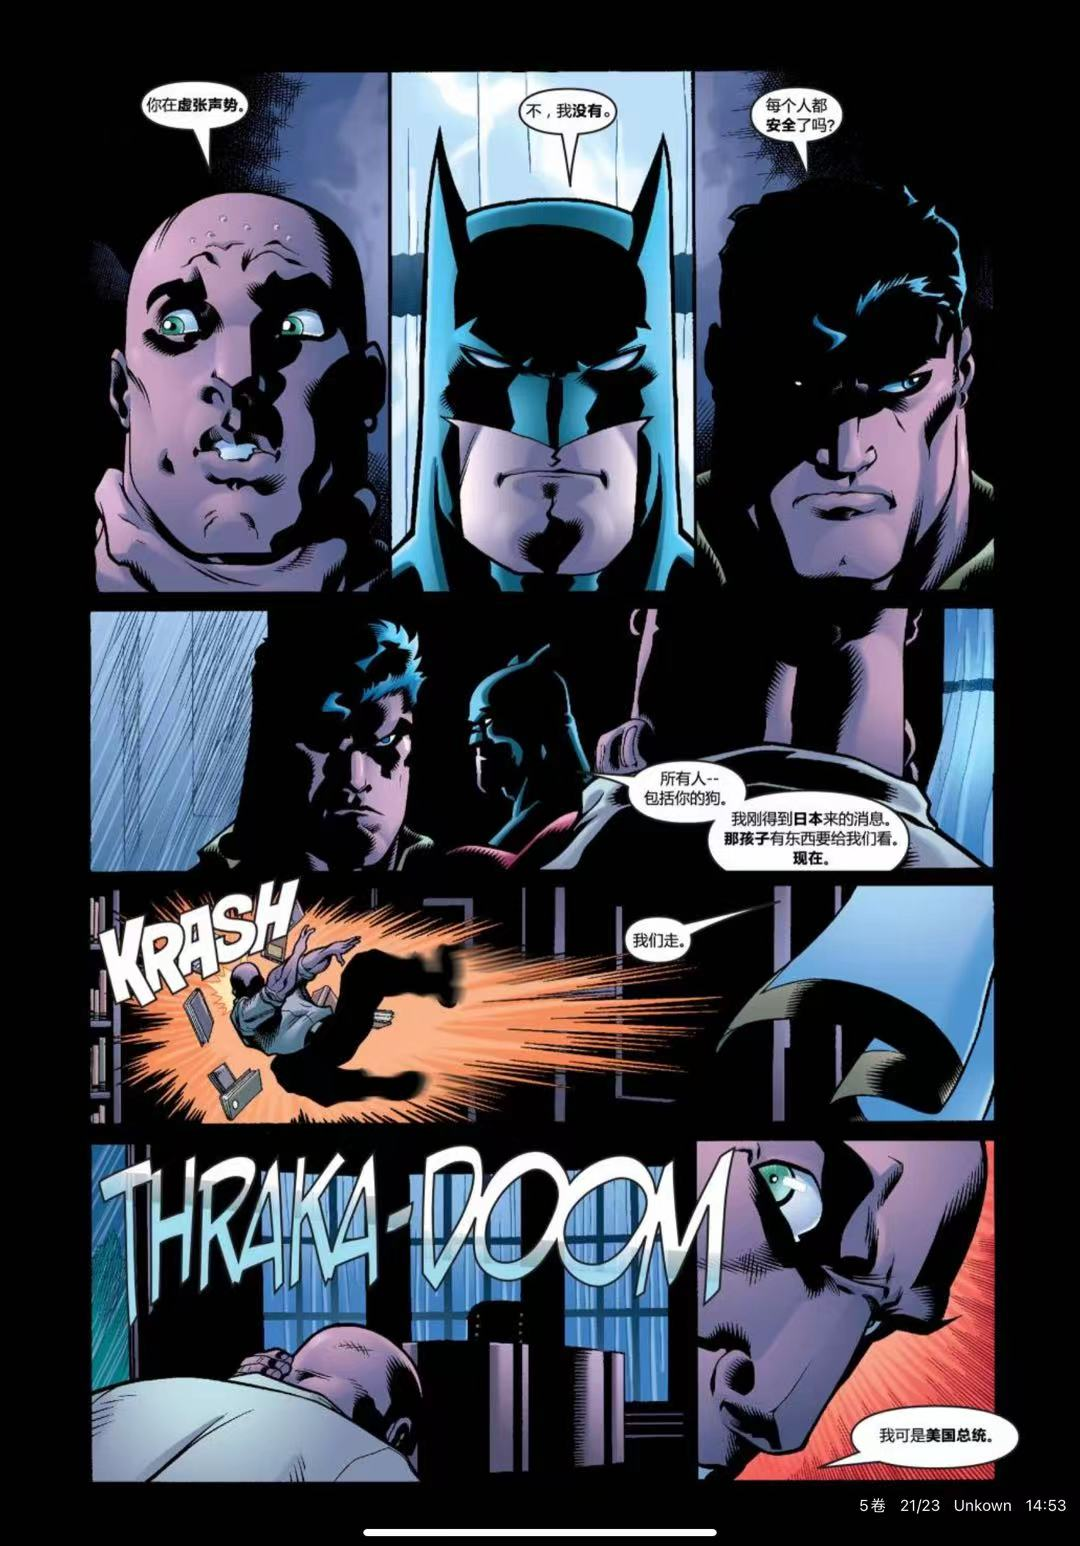 你在虚张声势。
不，我没有。
每个人都
安全了吗?
所有人--
包括你的狗。
我刚得到日本来的消息。
那孩子有东西要给我们看。
现在。
KRASH
我们走。
THRAKA-DOOM
我可是美国总统。
5卷 21/23 Unkown 14:53